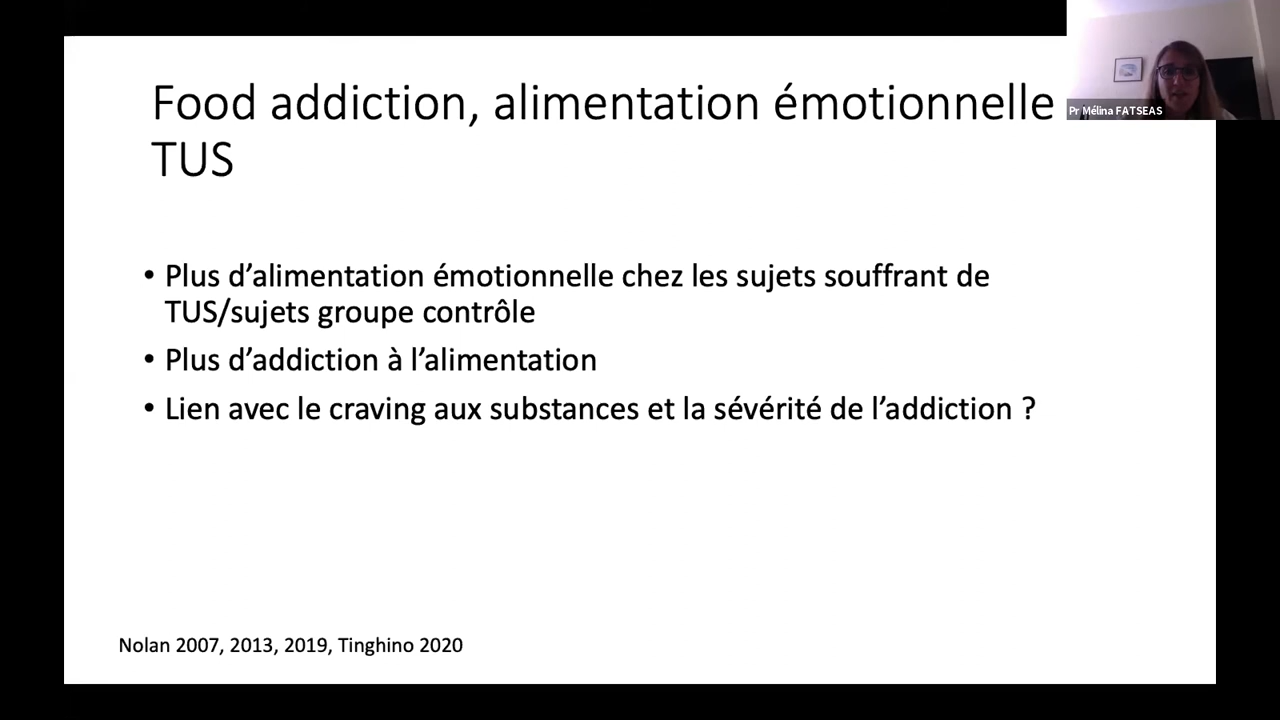 Food addiction, alimentation émotionnelle
TUS
Pr Mélina FATSEAS
• Plus d’alimentation émotionnelle chez les sujets souffrant de
TUS/sujets groupe contrôle
• Plus d’addiction à l’alimentation
• Lien avec le craving aux substances et la sévérité de l’addiction ?
Nolan 2007, 2013, 2019, Tinghino 2020